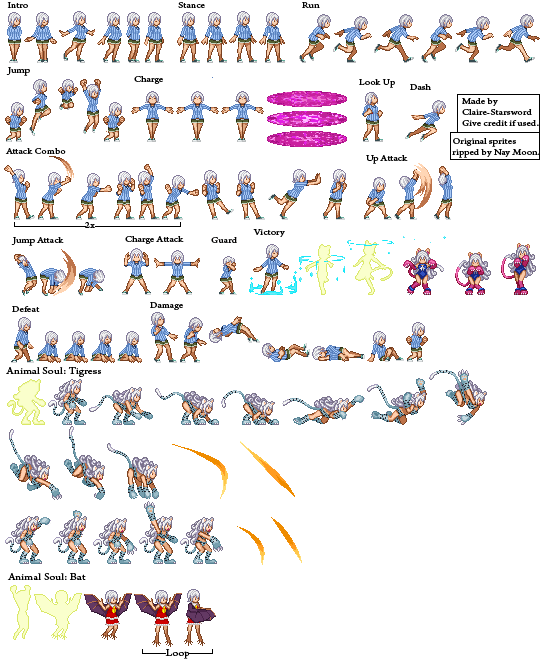 Intro
Stance
Run
Jump
Charge
Look Up
Dash
Made by
Claire-Starsword
Give credit if used.
Original sprites
ripped by Nay Moon.
Attack Combo
Up Attack
2x
Jump Attack
Charge Attack
Guard
Victory
Defeat
Damage
Animal Soul: Tigress
Animal Soul: Bat
Loop